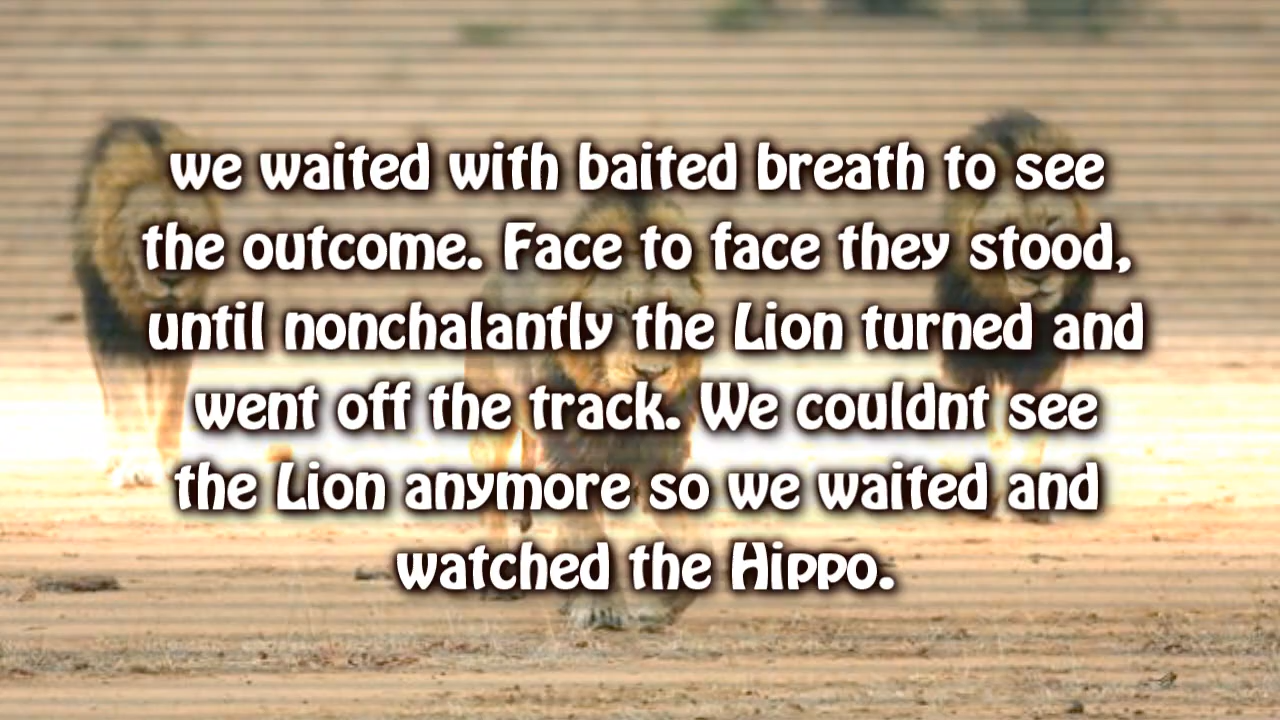 we waited with baited breath to see
the outcome. Face to face they stood,
until nonchalantly the Lion turned and
went off the track. We couldnt see
the Lion anymore so we waited and
watched the Hippo.